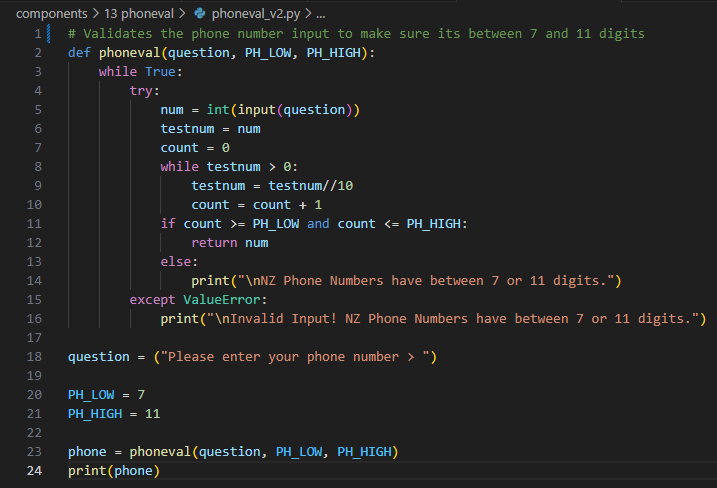 components > 13 phoneval > phoneval_v2.py > ...
1 # Validates the phone number input to make sure its between 7 and 11 digits
2 def phoneval(question, PH_LOW, PH_HIGH):
3     while True:
4         try:
5             num = int(input(question))
6             testnum = num
7             count = 0
8             while testnum > 0:
9                 testnum = testnum//10
10                 count = count + 1
11             if count >= PH_LOW and count <= PH_HIGH:
12                 return num
13             else:
14                 print("\nNZ Phone Numbers have between 7 or 11 digits.")
15         except ValueError:
16             print("\nInvalid Input! NZ Phone Numbers have between 7 or 11 digits.")
17
18 question = ("Please enter your phone number > ")
19
20 PH_LOW = 7
21 PH_HIGH = 11
22
23 phone = phoneval(question, PH_LOW, PH_HIGH)
24 print(phone)